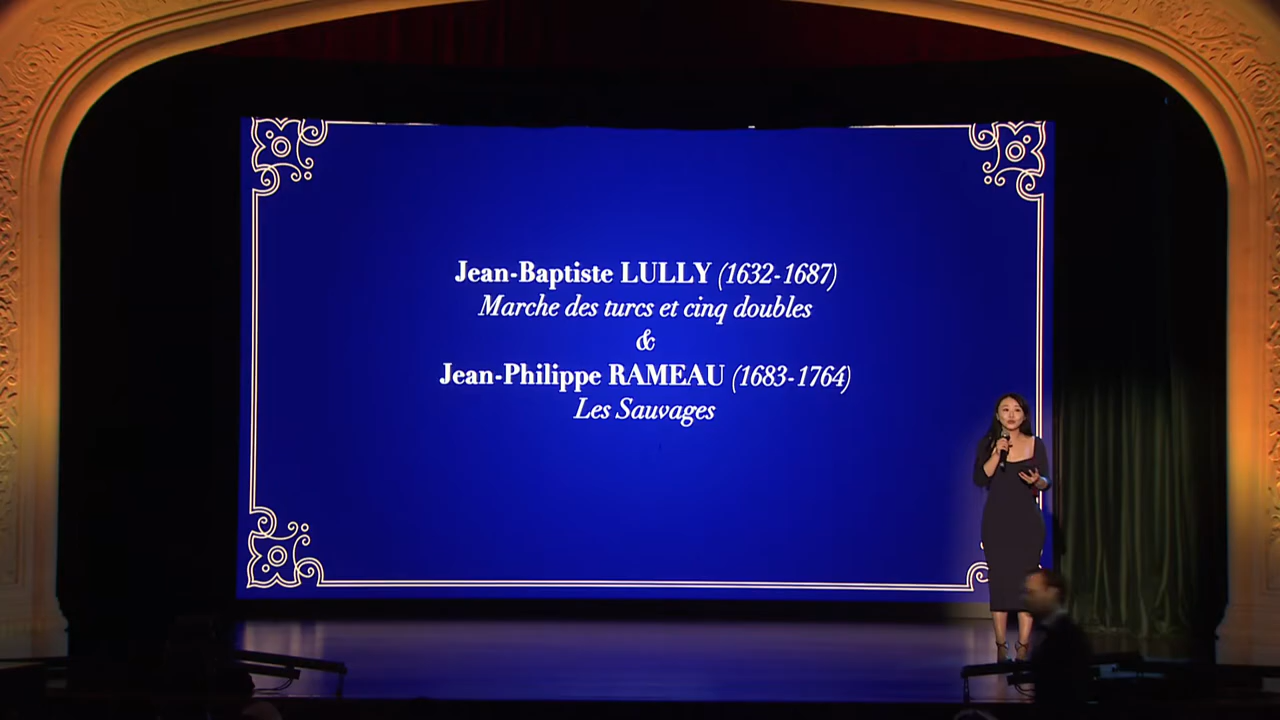 Jean-Baptiste LULLY (1632-1687)
Marche des turcs et cinq doubles
&
Jean-Philippe RAMEAU (1683-1764)
Les Sauvages